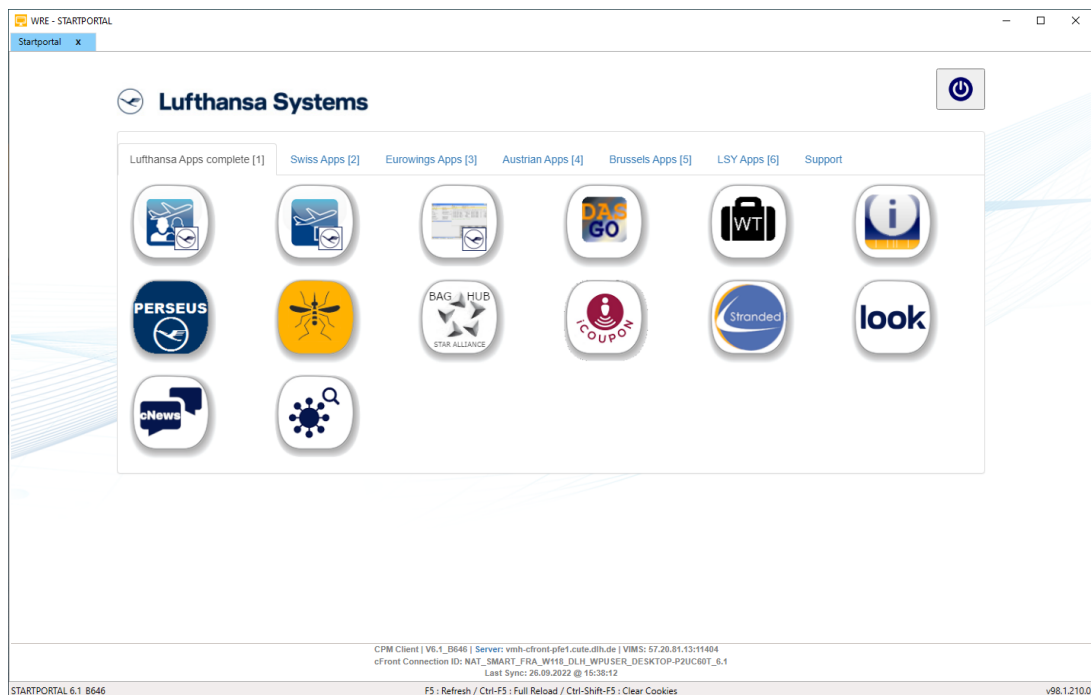 WRE - STARTPORTAL
Startportal x
Lufthansa Systems
Lufthansa Apps complete [1] Swiss Apps [2] Eurowings Apps [3] Austrian Apps [4] Brussels Apps [5] LSY Apps [6] Support
DAS
GO
WT
i
PERSEUS
BAG HUB
STAR ALLIANCE
iCOUPON
Stranded
look
cNews
CPM Client | V6.1_B646 | Server: vmh-cfront-pfe1.cute.dlh.de | VIMS: 57.20.81.13:11404
cFront Connection ID: NAT_SMART_FRA_W118_DLH_WPUSER_DESKTOP-P2UC60T_6.1
Last Sync: 26.09.2022 @ 15:38:12
STARTPORTAL 6.1 B646 F5 : Refresh / Ctrl-F5 : Full Reload / Ctrl-Shift-F5 : Clear Cookies v98.1.210.0